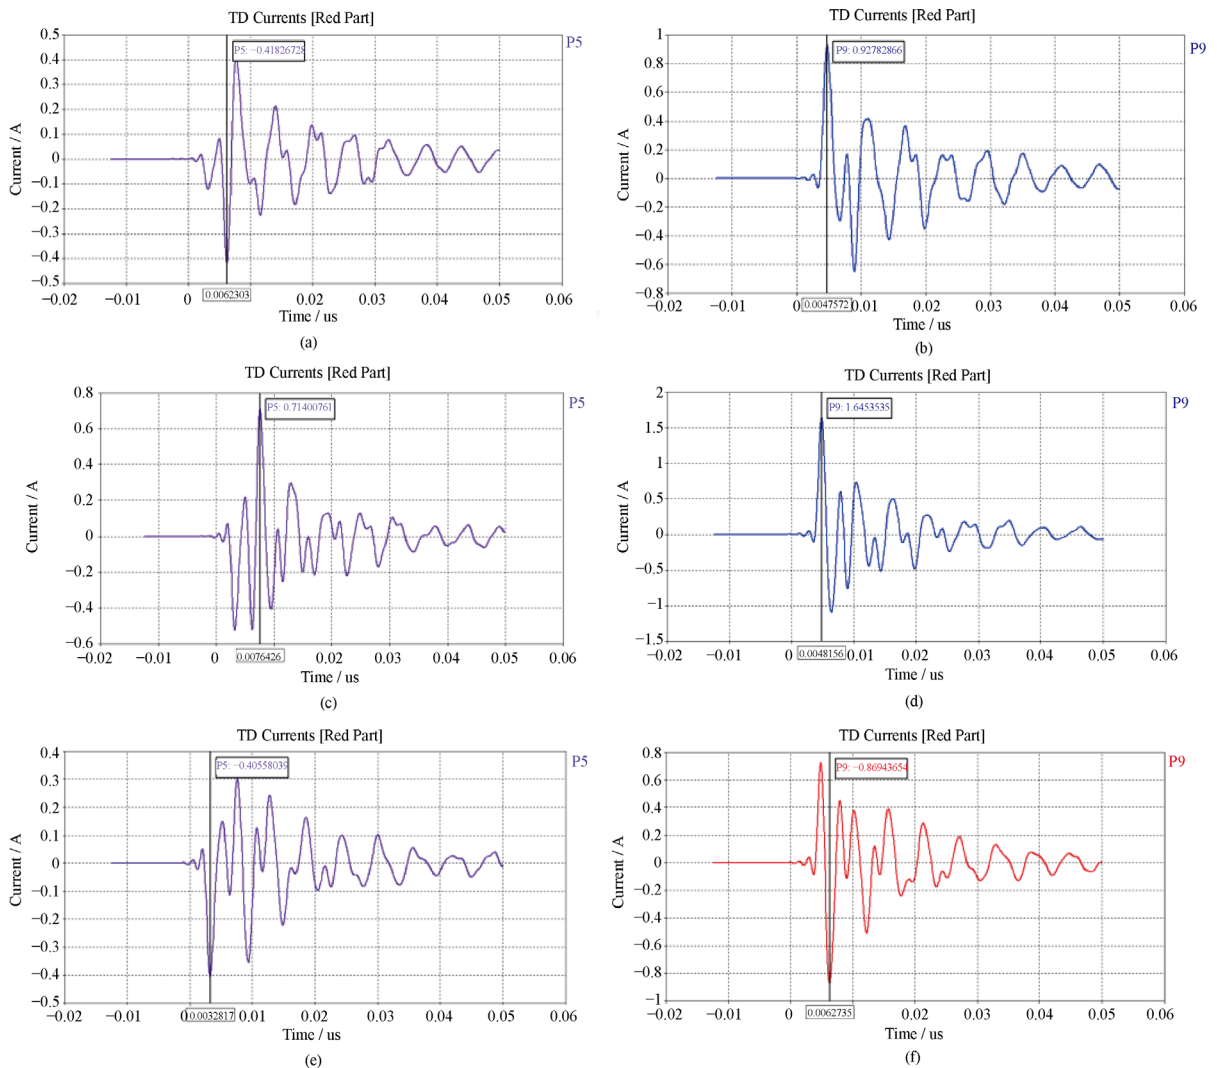 TD Currents [Red Part]
P5
P5: −0.41826728
0.5
0.4
0.3
0.2
0.1
0
−0.1
−0.2
−0.3
−0.4
−0.5
Current / A
−0.02 −0.01 0 0.02 0.03 0.04 0.05 0.06
0.0062303
Time / us
(a)
TD Currents [Red Part]
P9
P9: 0.92782866
1
0.8
0.6
0.4
0.2
0
−0.2
−0.4
−0.6
−0.8
Current / A
−0.02 −0.01 0 0.01 0.02 0.03 0.04 0.05 0.06
0.0047572
Time / us
(b)
TD Currents [Red Part]
P5
P5: 0.71400761
0.8
0.6
0.4
0.2
0
−0.2
−0.4
−0.6
Current / A
−0.02 −0.01 0 0.02 0.03 0.04 0.05 0.06
0.0076426
Time / us
(c)
TD Currents [Red Part]
P9
P9: 1.6453535
2
1.5
1
0.5
0
−0.5
−1
−1.5
Current / A
−0.02 −0.01 0 0.01 0.02 0.03 0.04 0.05 0.06
0.0048156
Time / us
(d)
TD Currents [Red Part]
P5
P5: −0.40558039
0.4
0.3
0.2
0.1
0
−0.1
−0.2
−0.3
−0.4
−0.5
Current / A
−0.02 −0.01 0 0.01 0.02 0.03 0.04 0.05 0.06
0.0032817
Time / us
(e)
TD Currents [Red Part]
P9
P9: −0.86943654
0.8
0.6
0.4
0.2
0
−0.2
−0.4
−0.6
−0.8
−1
Current / A
−0.02 −0.01 0 0.01 0.02 0.03 0.04 0.05 0.06
0.0062735
Time / us
(f)